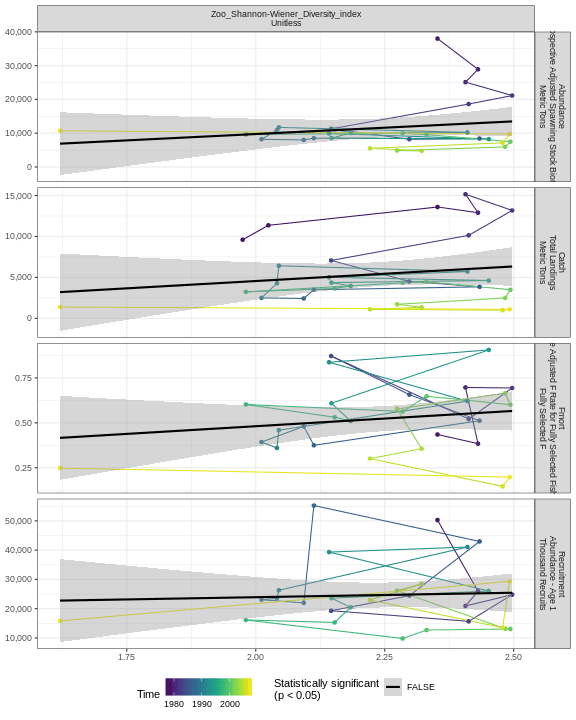 Zoo_Shannon-Wiener_Diversity_index
Unitless
40,000
30,000
20,000
10,000
0
Abundance
Adjusted Spawning Stock
Metric Tons
15,000
10,000
5,000
0
Catch
Total Landings
Metric Tons
0.75
0.50
0.25
Fmort
Adjusted F Rate for Fully Selected
Fully Selected F
50,000
40,000
30,000
20,000
10,000
Recruitment
Abundance - Age 1
Thousand Recruits
1.75
2.00
2.25
2.50
Time
1980 1990 2000
Statistically significant
(p < 0.05)
FALSE